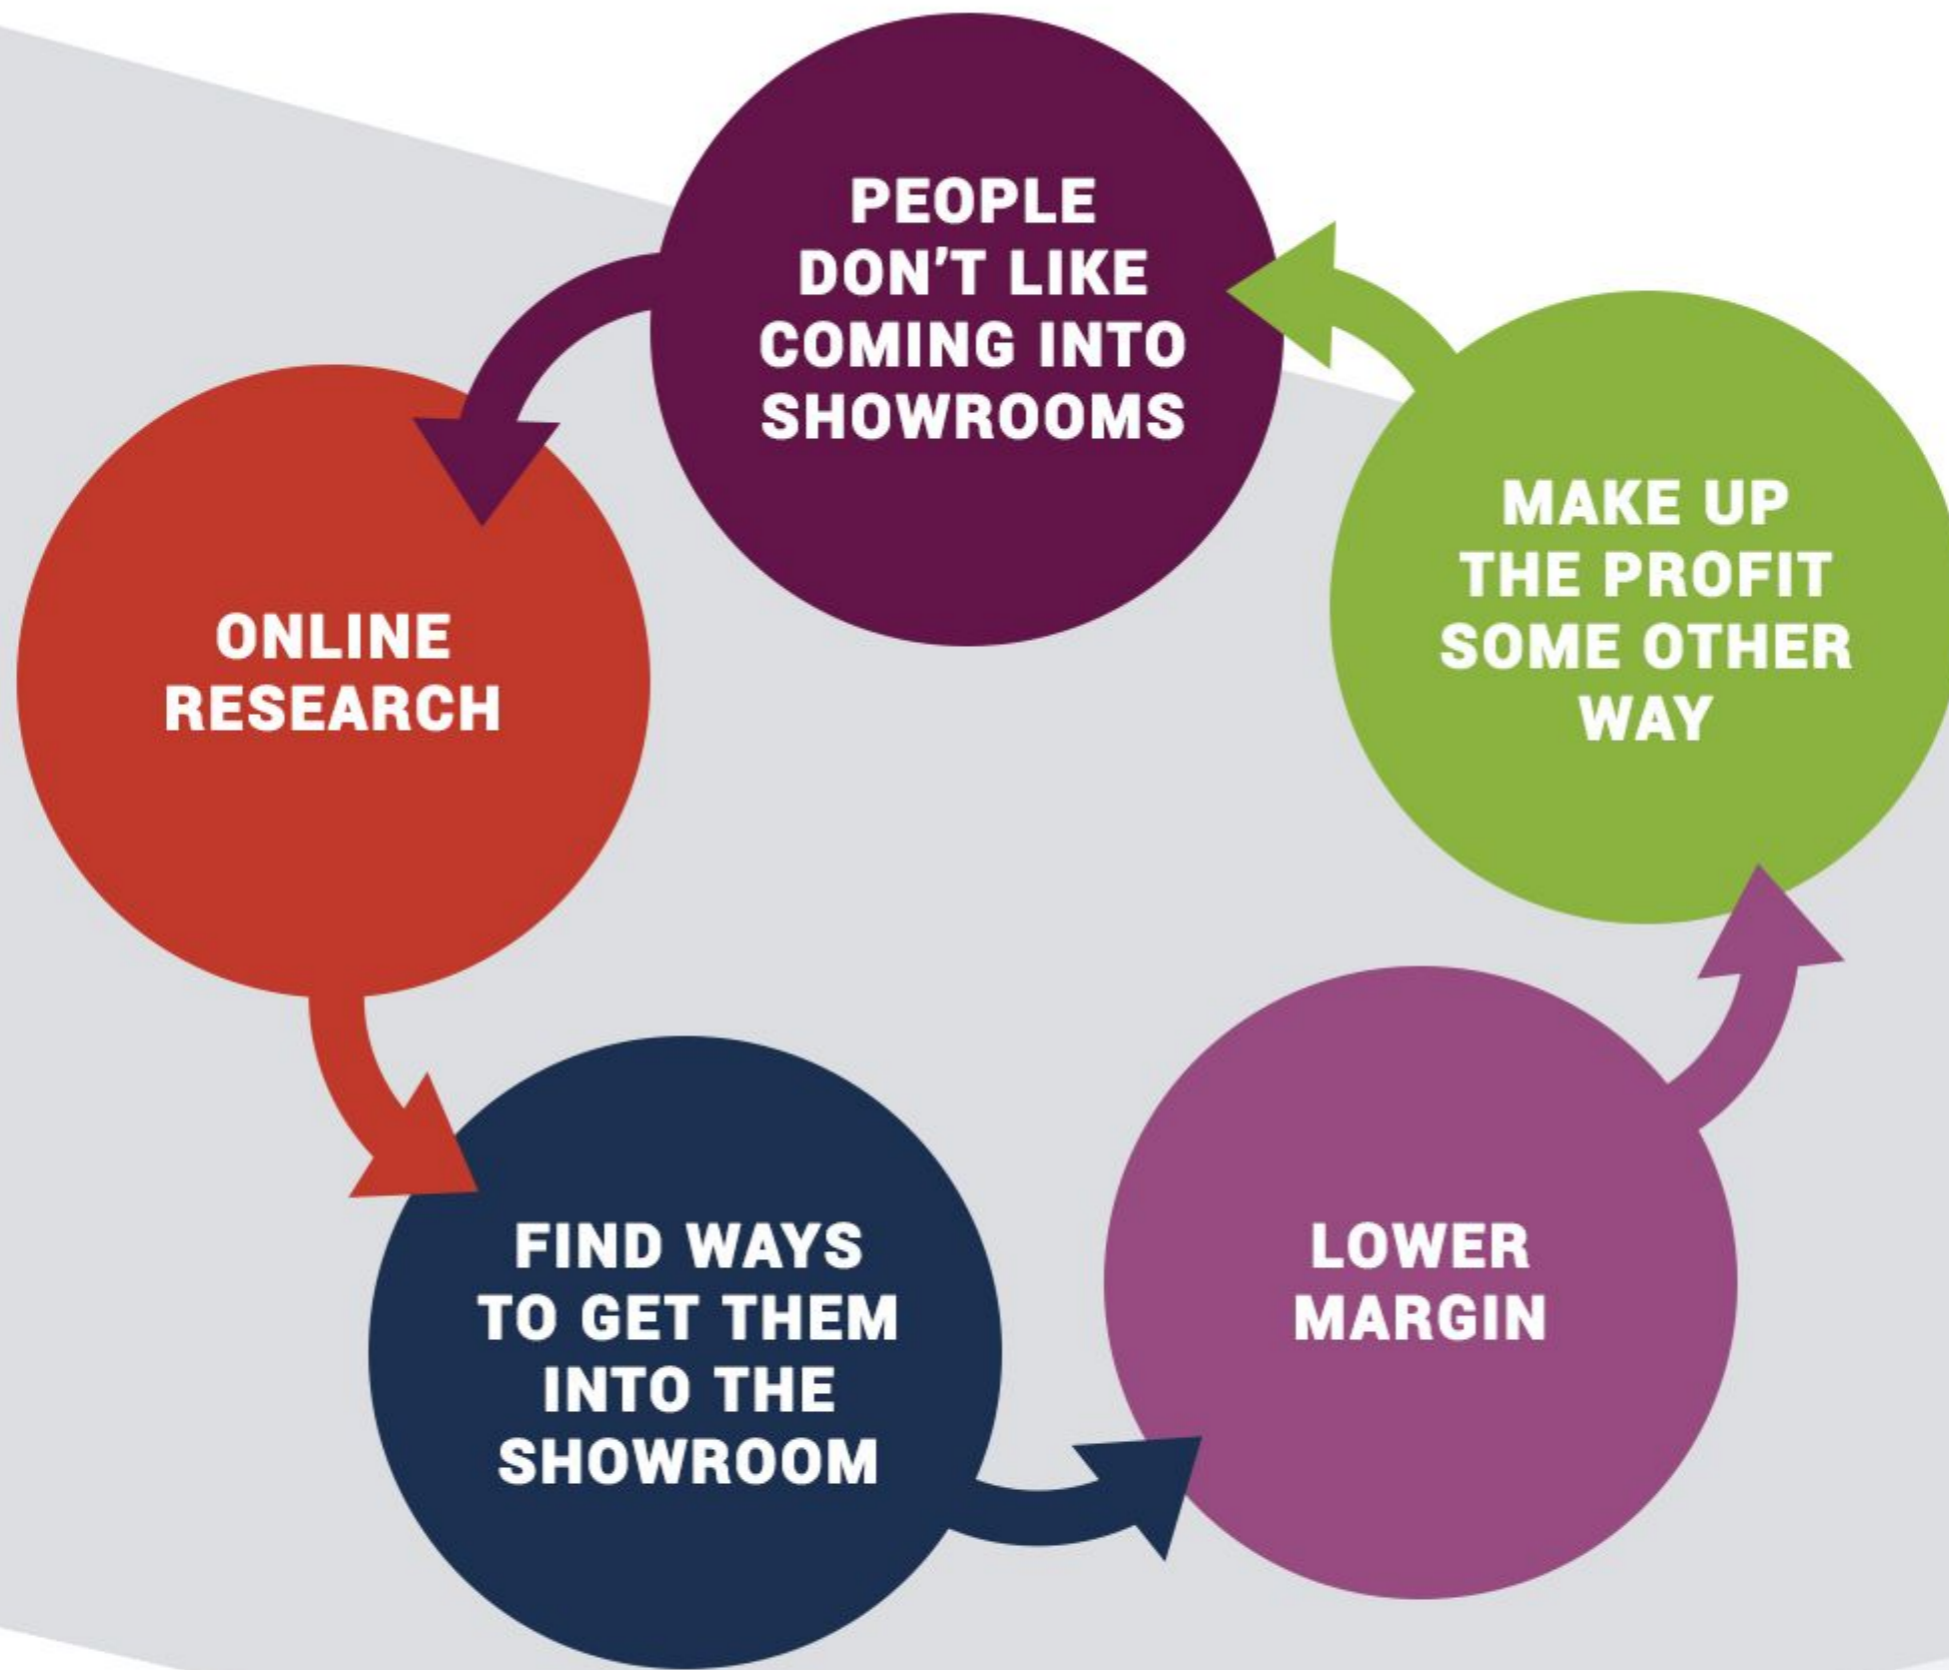 PEOPLE
DON'T LIKE
COMING INTO
SHOWROOMS
ONLINE
RESEARCH
FIND WAYS
TO GET THEM
INTO THE
SHOWROOM
LOWER
MARGIN
MAKE UP
THE PROFIT
SOME OTHER
WAY